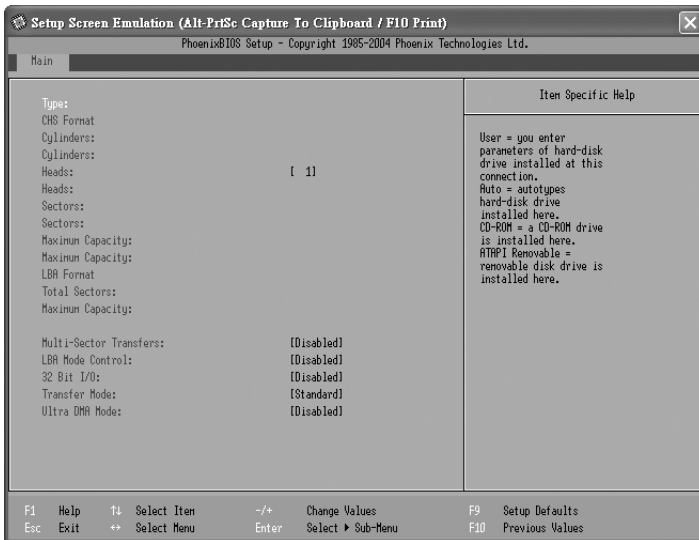 Setup Screen Emulation (Alt-PrtSc Capture To Clipboard / F10 Print)
PhoenixBIOS Setup - Copyright 1985-2004 Phoenix Technologies Ltd.
Main
Type:
CHS Format
Cylinders:
Cylinders:
Heads: [ 1]
Heads:
Sectors:
Sectors:
Maximum Capacity:
Maximum Capacity:
LBA Format
Total Sectors:
Maximum Capacity:
Multi-Sector Transfers: [Disabled]
LBA Mode Control: [Disabled]
32 Bit I/O: [Disabled]
Transfer Mode: [Standard]
Ultra DMA Mode: [Disabled]
Item Specific Help
User = you enter
parameters of hard-disk
drive installed at this
connection.
Auto = autotypes
hard-disk drive
installed here.
CD-ROM = a CD-ROM drive
is installed here.
ATAPI Removable =
removable disk drive is
installed here.
F1 Help ↑↓ Select Item -/+ Change Values F9 Setup Defaults
Esc Exit ↔ Select Menu Enter Select ▶ Sub-Menu F10 Previous Values